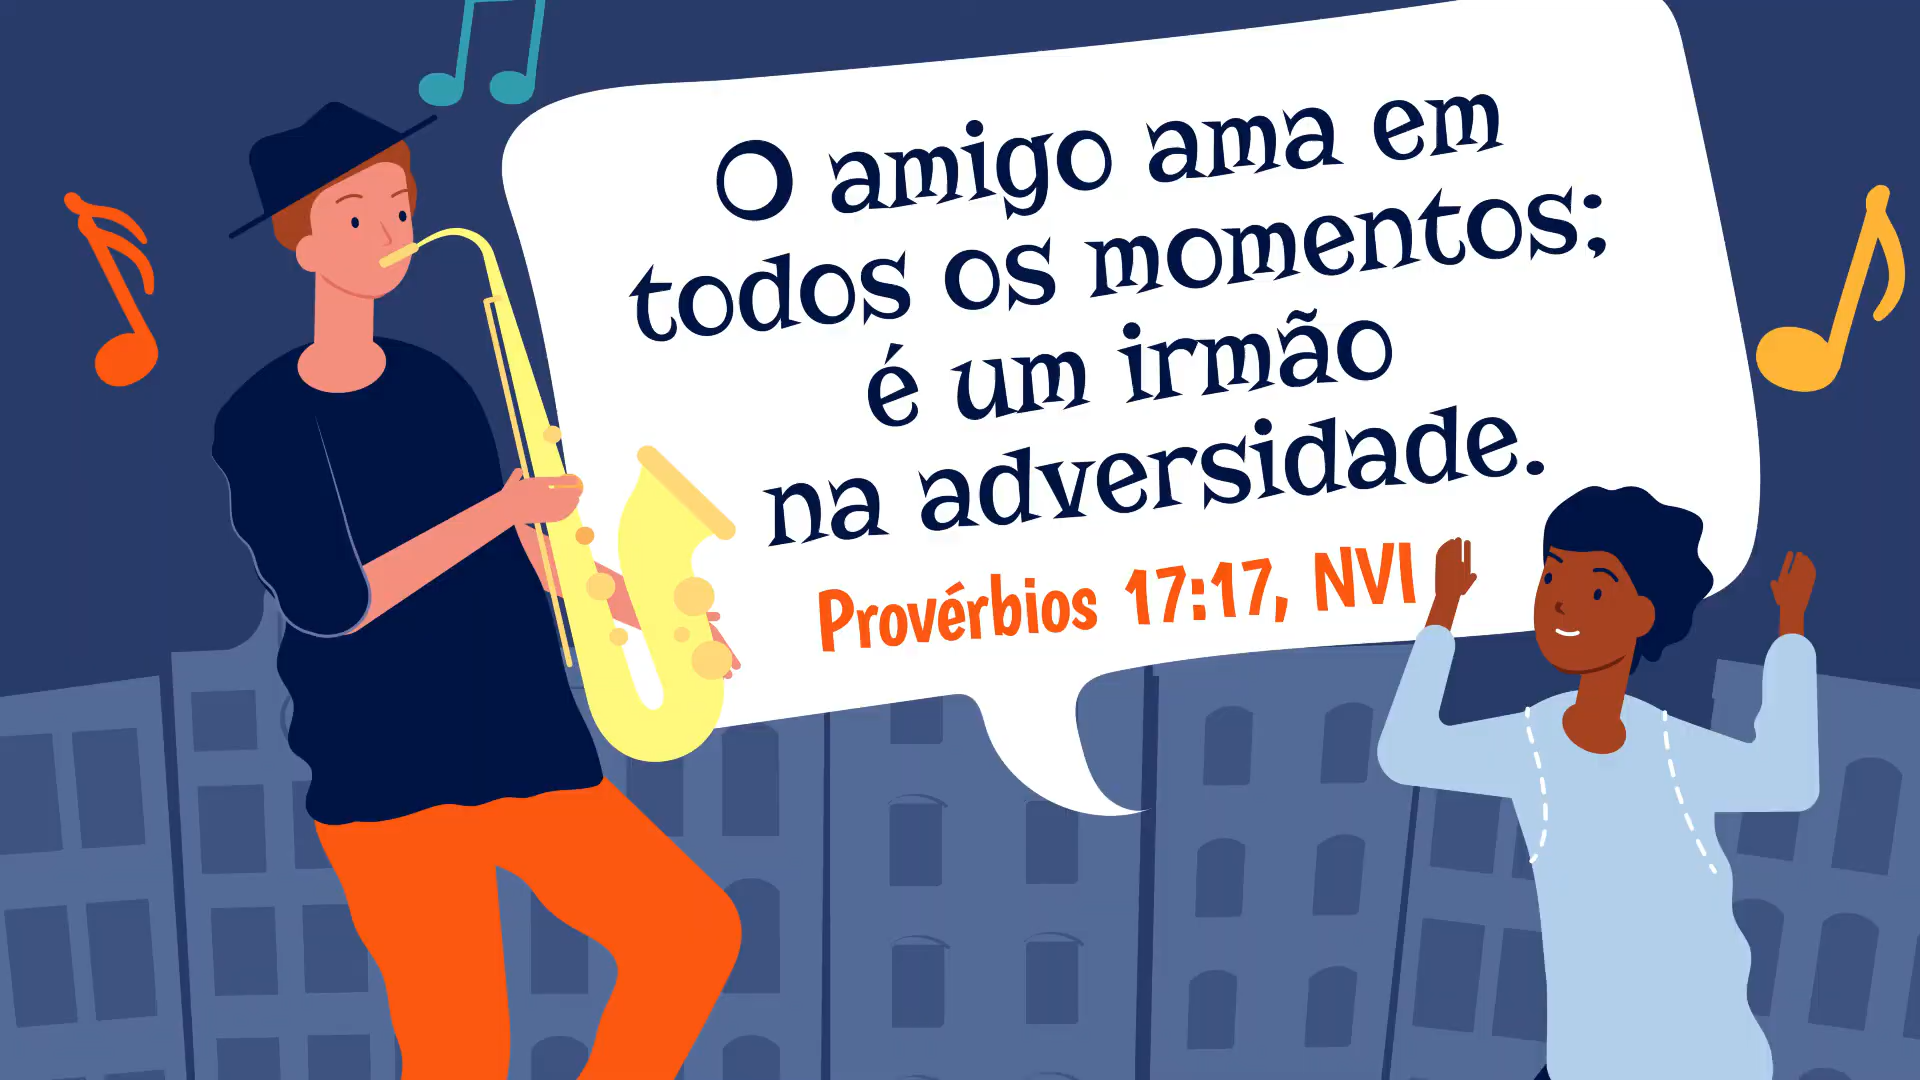 O amigo ama em
todos os momentos;
é um irmão
na adversidade.
Provérbios 17:17, NVI